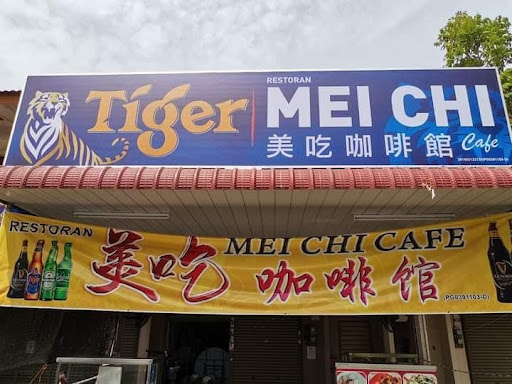 Tiger
RESTORAN
MEI CHI
美吃咖啡館
Cafe
RESTORAN
MEI CHI CAFE
美吃咖啡馆
(PG0391103-D)